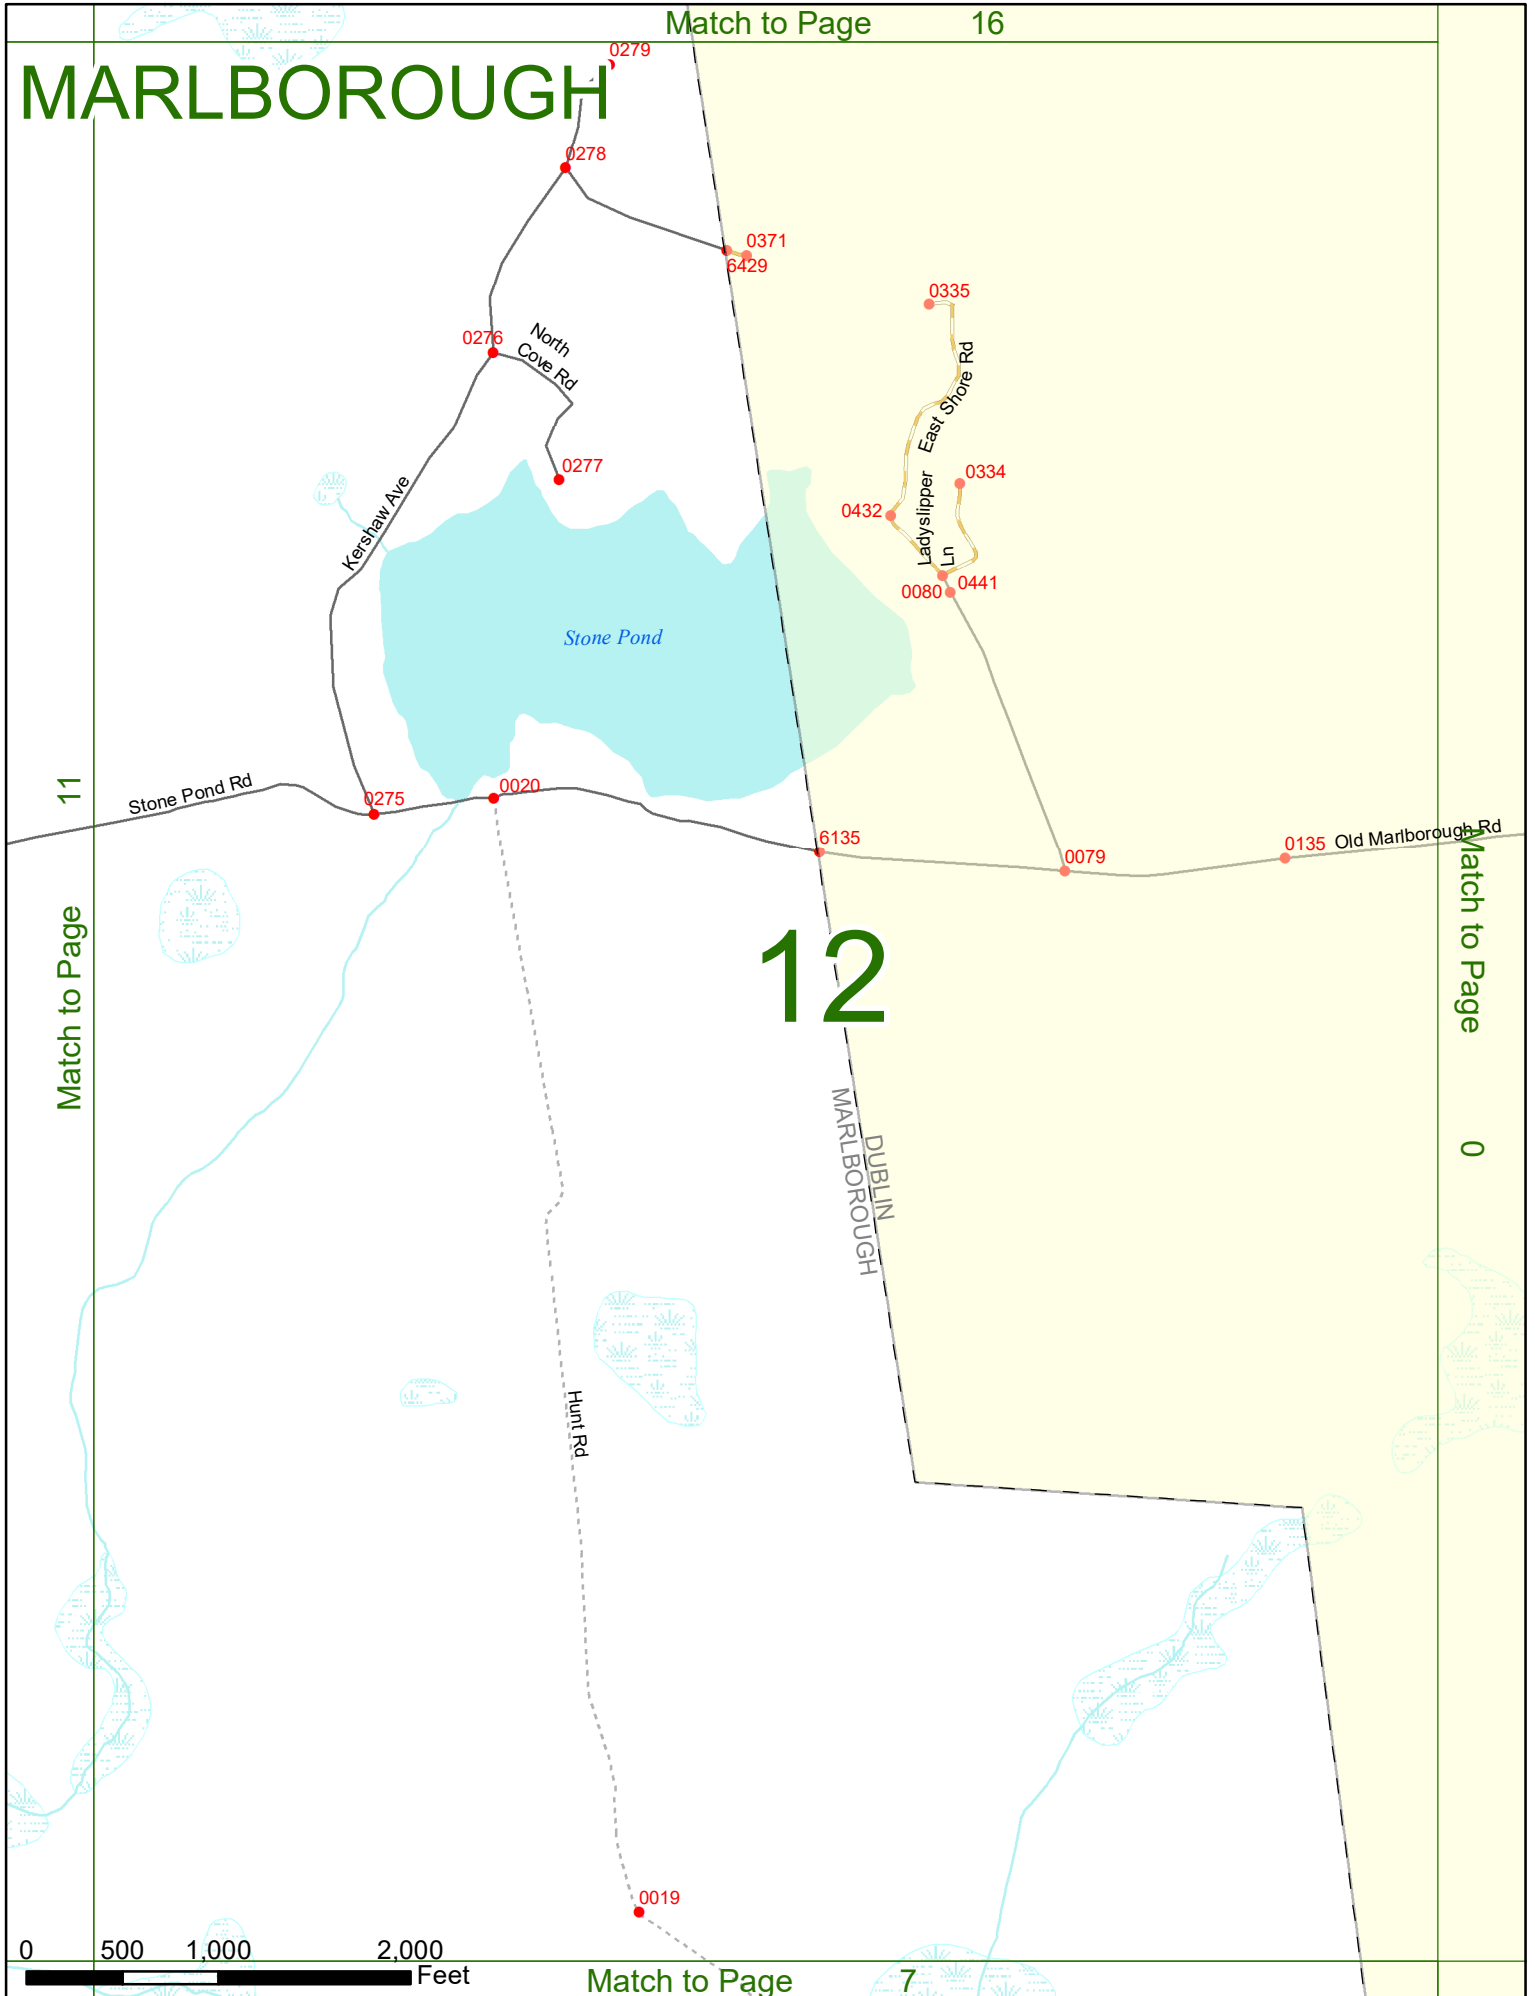 Match to Page 16
MARLBOROUGH
0279
0278
0371
6429
0335
0276
North
Cove Rd
East Shore Rd
0277
0334
Kershaw Ave
0432
Ladyslipper
Ln
0080
0441
Stone Pond
11
Match to Page
Stone Pond Rd
0275
0020
6135
0079
0135
Old Marlborough Rd
Match to Page 0
12
DUBLIN
MARLBOROUGH
Hunt Rd
0019
0 500 1,000 2,000
Feet
Match to Page 7